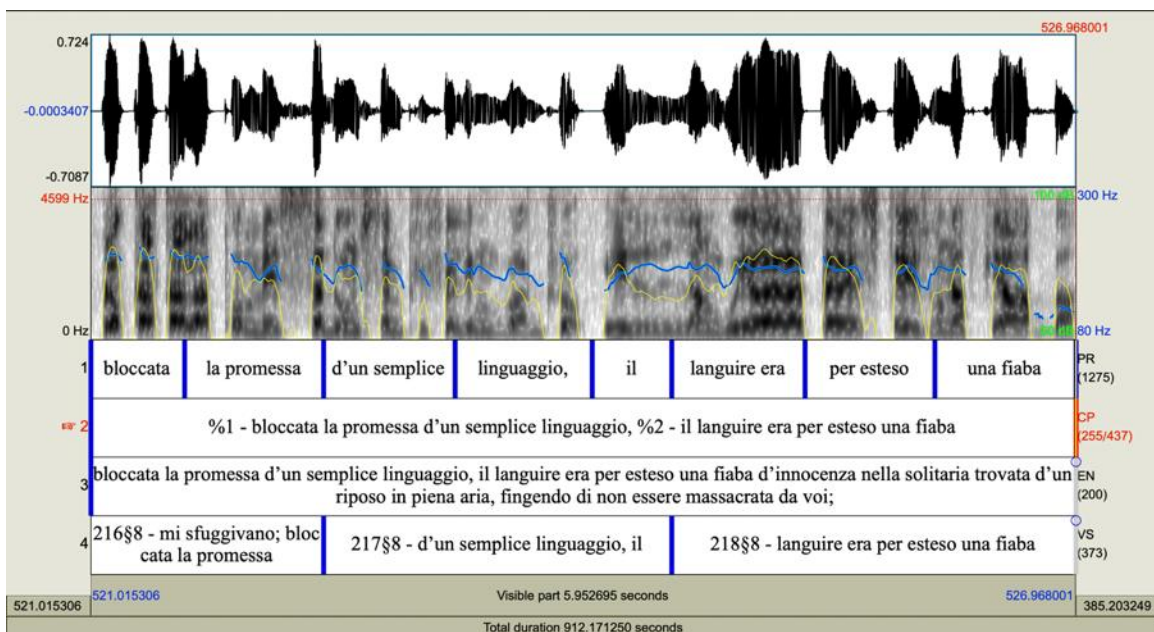 526.968001
0.724
-0.0003407
-0.7087
4599 Hz
100 dB
300 Hz
0 Hz
50 dB
80 Hz
1
bloccata
la promessa
d’un semplice
linguaggio,
il
languire era
per esteso
una fiaba
PR
(1275)
☞ 2
%1 - bloccata la promessa d’un semplice linguaggio, %2 - il languire era per esteso una fiaba
CP
(255/437)
3
bloccata la promessa d’un semplice linguaggio, il languire era per esteso una fiaba d’innocenza nella solitaria trovata d’un
riposo in piena aria, fingendo di non essere massacrata da voi;
EN
(200)
4
216§8 - mi sfuggivano; bloc
cata la promessa
217§8 - d’un semplice linguaggio, il
218§8 - languire era per esteso una fiaba
VS
(373)
521.015306
521.015306
Visible part 5.952695 seconds
526.968001
385.203249
Total duration 912.171250 seconds